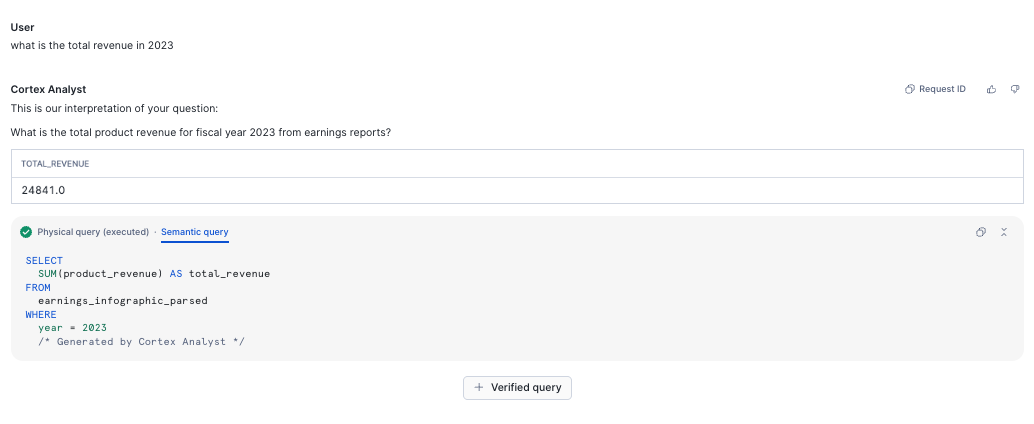 User
what is the total revenue in 2023
Cortex Analyst
Request ID
This is our interpretation of your question:
What is the total product revenue for fiscal year 2023 from earnings reports?
TOTAL_REVENUE
24841.0
Physical query (executed) · Semantic query
SELECT
SUM(product_revenue) AS total_revenue
FROM
earnings_infographic_parsed
WHERE
year = 2023
/* Generated by Cortex Analyst */
+ Verified query